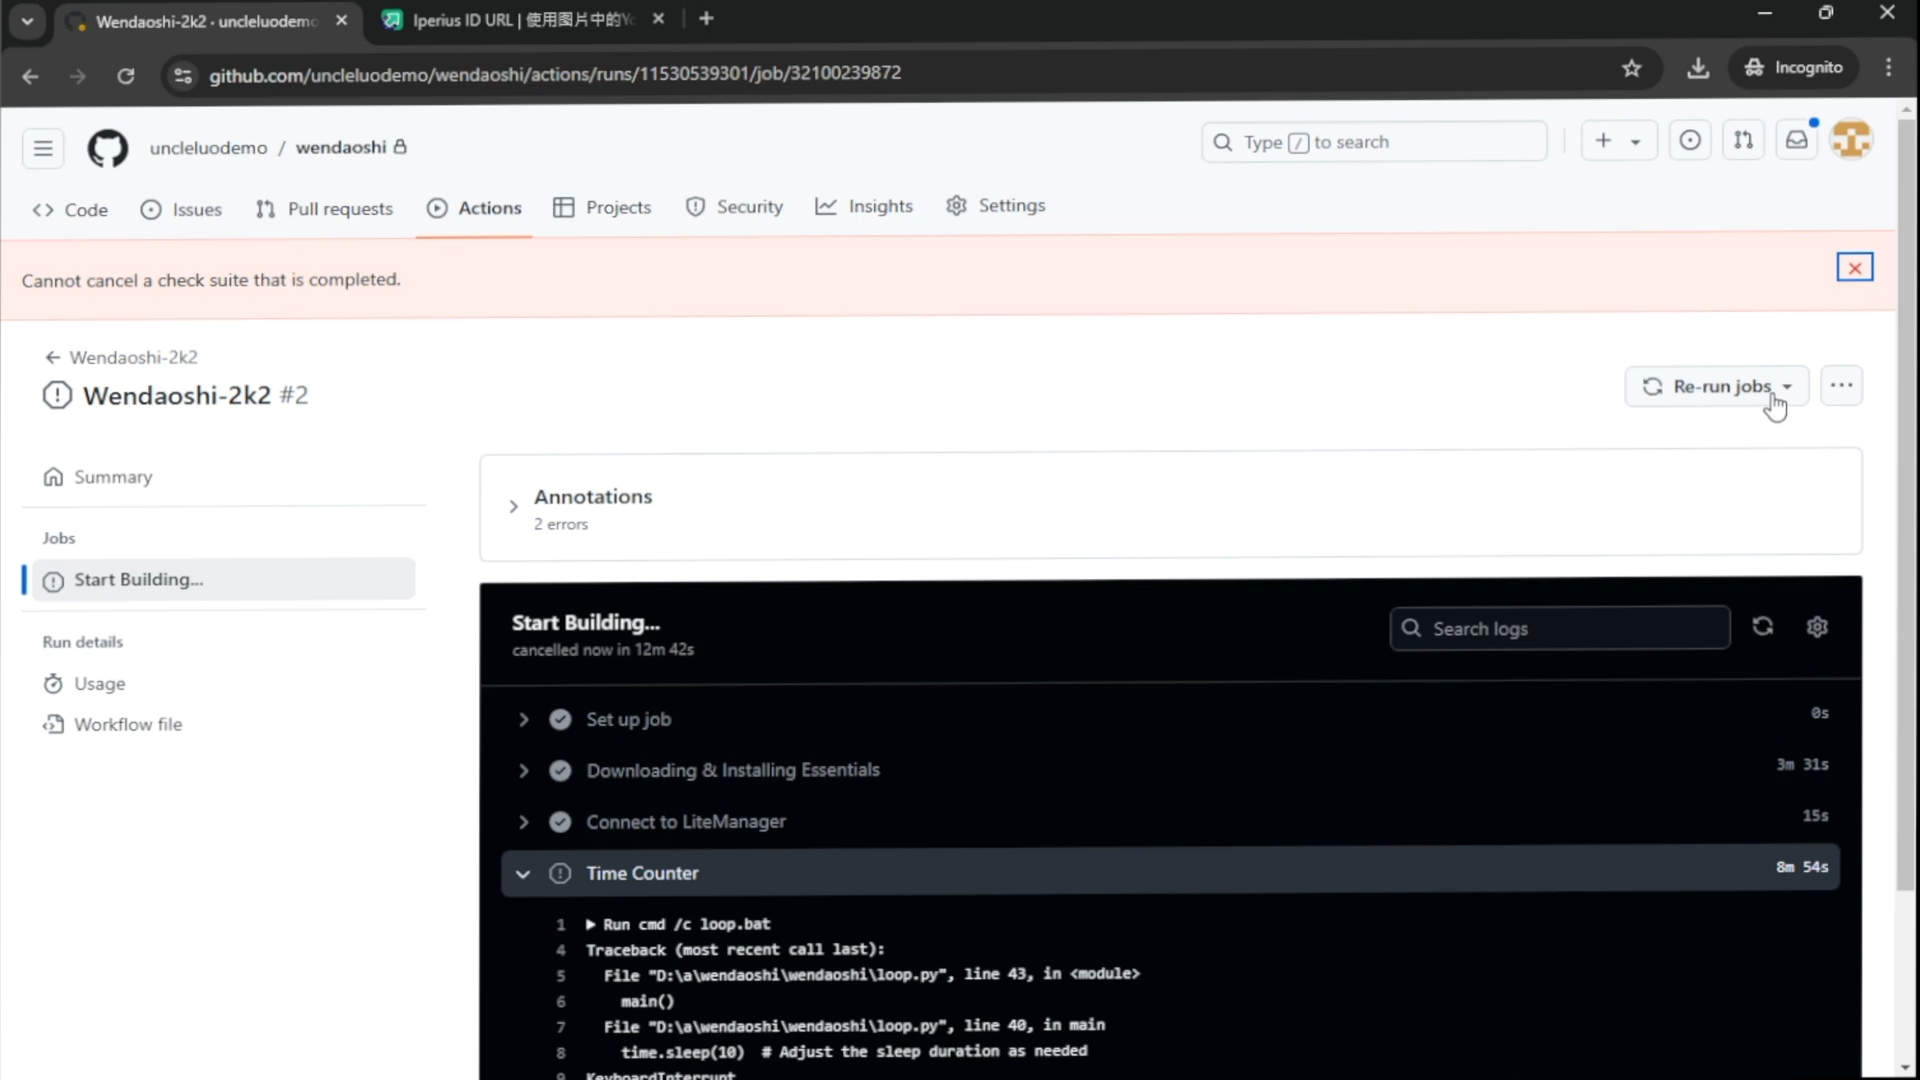 Wendaoshi-2k2 · uncleluodemo
Iperius ID URL | 使用图片中的Yo
github.com/uncleluodemo/wendaoshi/actions/runs/11530539301/job/32100239872
Incognito
uncleluodemo / wendaoshi
Type / to search
Code
Issues
Pull requests
Actions
Projects
Security
Insights
Settings
Cannot cancel a check suite that is completed.
Wendaoshi-2k2
Wendaoshi-2k2 #2
Re-run jobs
Summary
Annotations
2 errors
Jobs
Start Building...
Run details
Usage
Workflow file
Start Building...
cancelled now in 12m 42s
Search logs
Set up job
0s
Downloading & Installing Essentials
3m 31s
Connect to LiteManager
15s
Time Counter
8m 54s
1 ▶ Run cmd /c loop.bat
4 Traceback (most recent call last):
5 File "D:\a\wendaoshi\wendaoshi\loop.py", line 43, in <module>
6 main()
7 File "D:\a\wendaoshi\wendaoshi\loop.py", line 40, in main
8 time.sleep(10) # Adjust the sleep duration as needed
9 KeyboardInterrupt